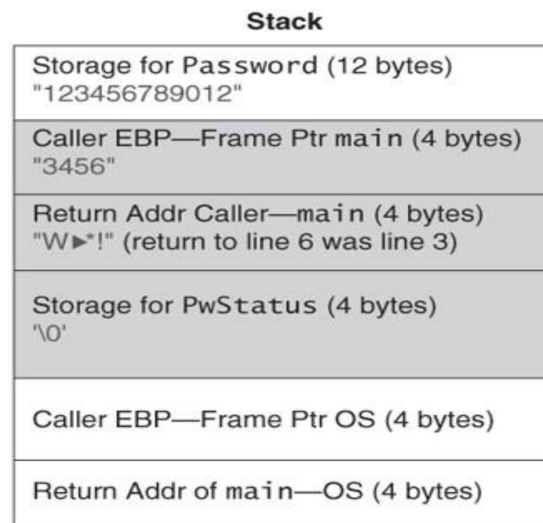 Stack
Storage for Password (12 bytes)
"123456789012"
Caller EBP—Frame Ptr main (4 bytes)
"3456"
Return Addr Caller—main (4 bytes)
"W►*!" (return to line 6 was line 3)
Storage for PwStatus (4 bytes)
'\0'
Caller EBP—Frame Ptr OS (4 bytes)
Return Addr of main—OS (4 bytes)